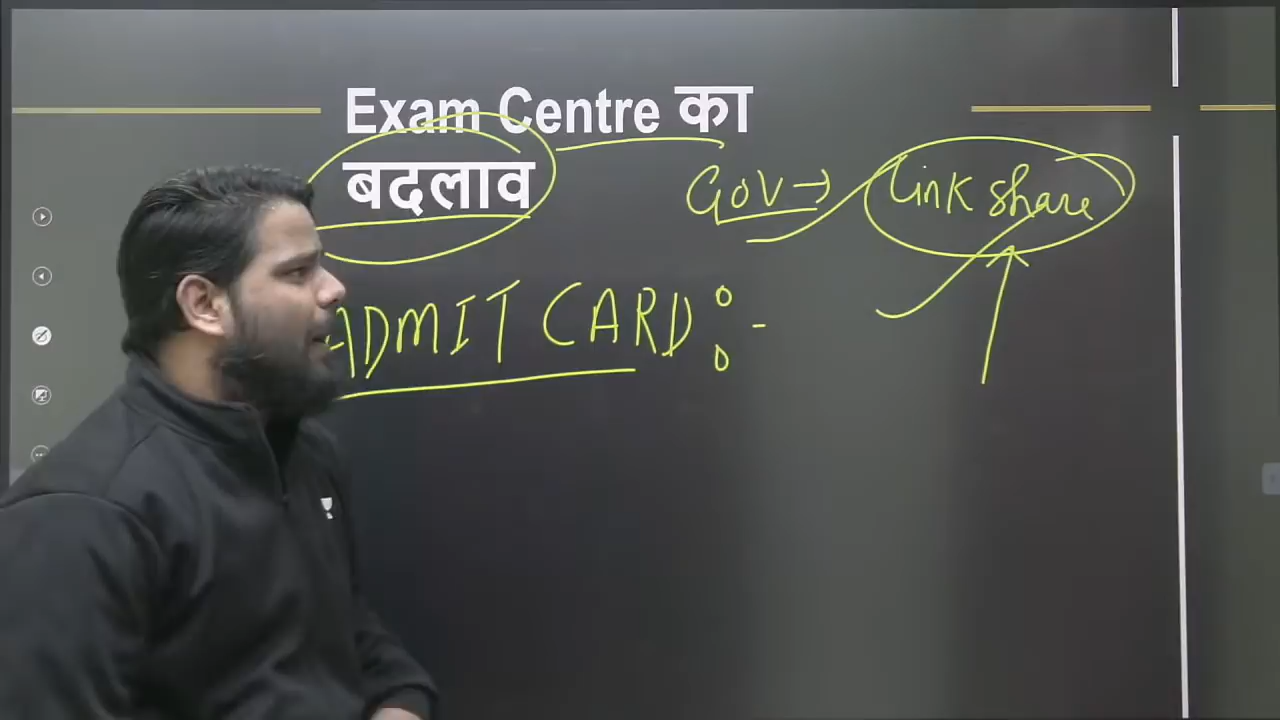 Exam Centre का
बदलाव
GOV → Link share
ADMIT CARD :-